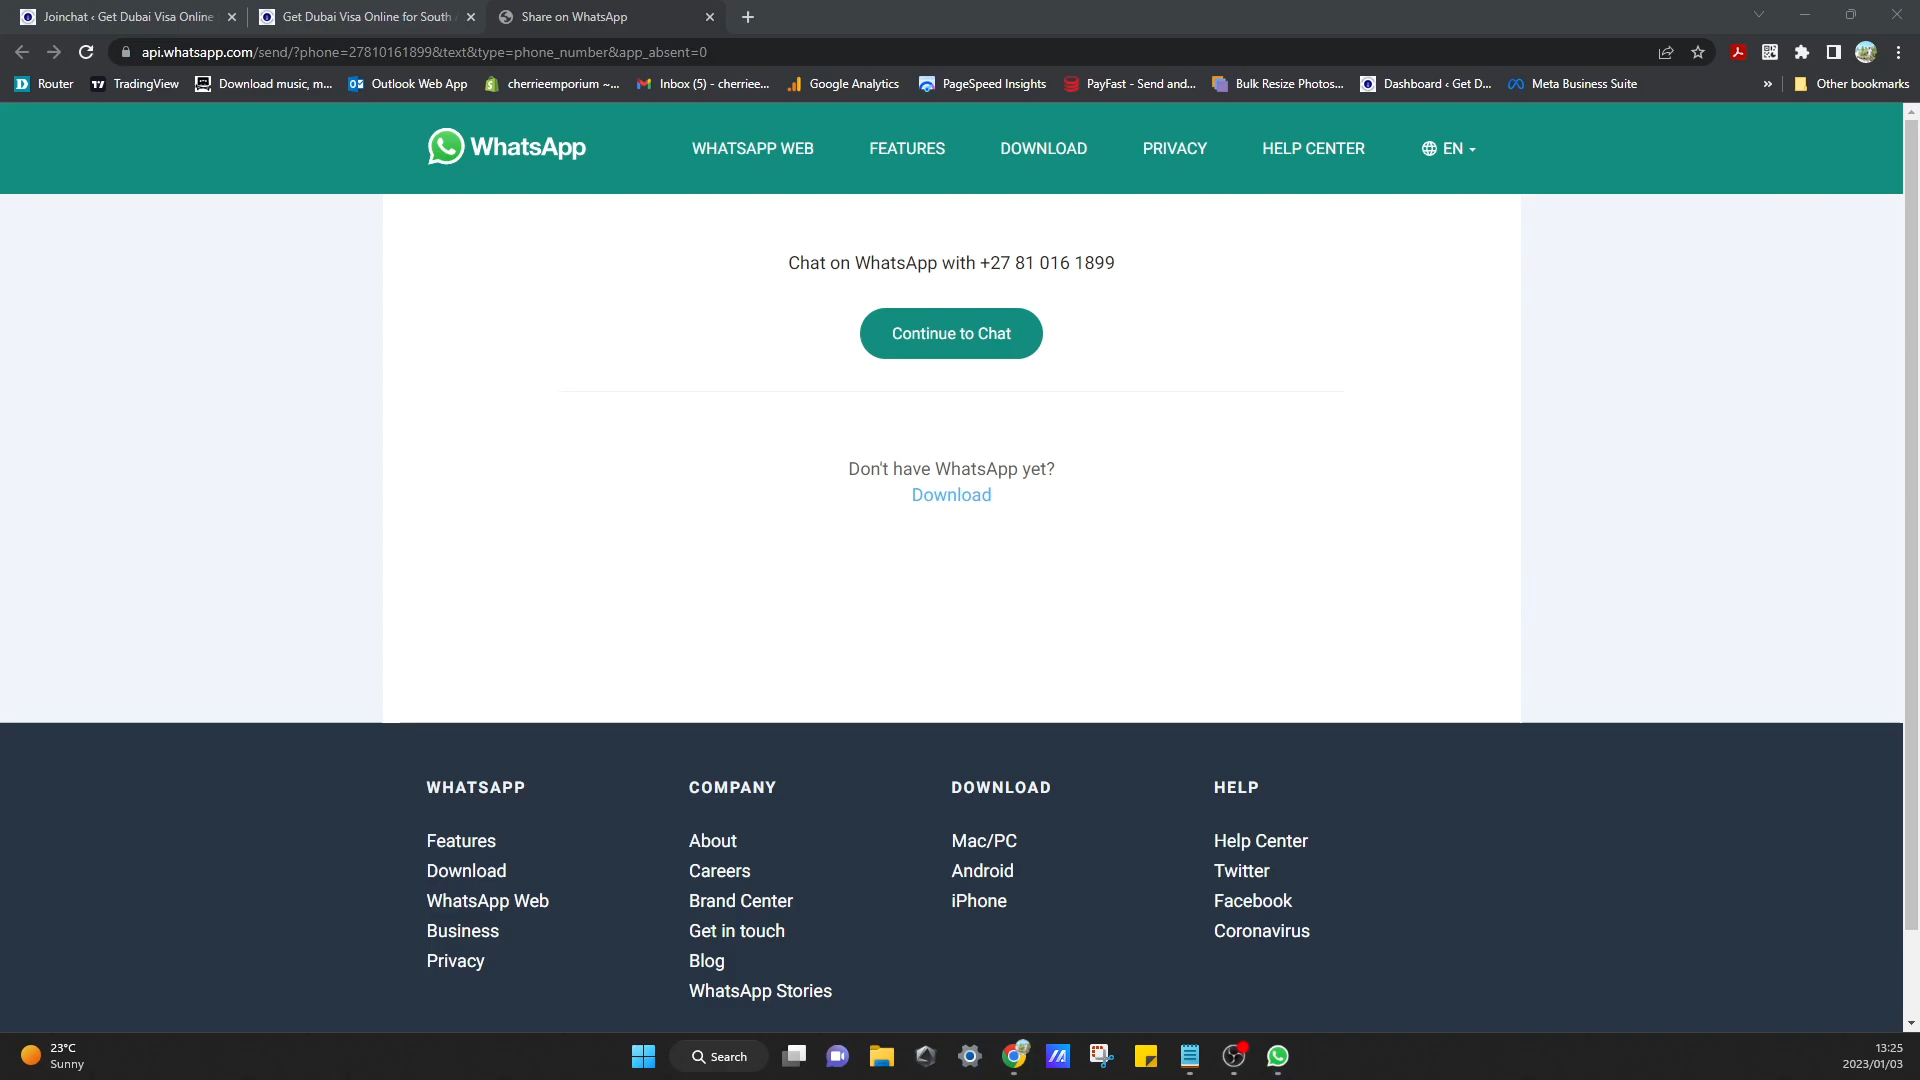 Joinchat ‹ Get Dubai Visa Online
Get Dubai Visa Online for South
Share on WhatsApp
api.whatsapp.com/send/?phone=27810161899&text&type=phone_number&app_absent=0
Router
TradingView
Download music, m...
Outlook Web App
cherrieemporium ~...
Inbox (5) - cherriee...
Google Analytics
PageSpeed Insights
PayFast - Send and...
Bulk Resize Photos...
Dashboard ‹ Get D...
Meta Business Suite
»
Other bookmarks
WhatsApp
WHATSAPP WEB
FEATURES
DOWNLOAD
PRIVACY
HELP CENTER
EN
Chat on WhatsApp with +27 81 016 1899
Continue to Chat
Don't have WhatsApp yet?
Download
WHATSAPP
Features
Download
WhatsApp Web
Business
Privacy
COMPANY
About
Careers
Brand Center
Get in touch
Blog
WhatsApp Stories
DOWNLOAD
Mac/PC
Android
iPhone
HELP
Help Center
Twitter
Facebook
Coronavirus
23°C
Sunny
Search
13:25
2023/01/03